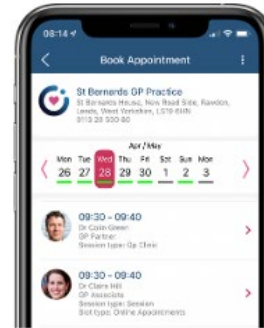 08:14
Book Appointment
St Bernards GP Practice
St Bernards House, New Road Side, Rawdon,
Leeds, West Yorkshire, LS19 6HN
0113 28 500 80
Apr / May
Mon Tue Wed Thu Fri Sat Sun Mon
26 27 28 29 30 1 2 3
09:30 - 09:40
Dr Colin Green
GP Partner
Session type: Gp Clinic
09:30 - 09:40
Dr Claire Hill
GP Associate
Session type: Session
Slot type: Online Appointments